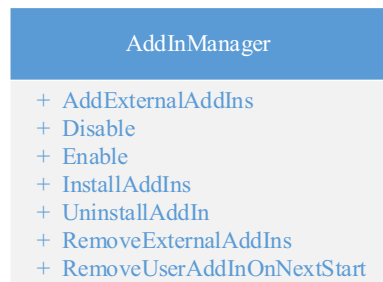 AddInManager
+ AddExternalAddIns
+ Disable
+ Enable
+ InstallAddIns
+ UninstallAddIn
+ RemoveExternalAddIns
+ RemoveUserAddInOnNextStart